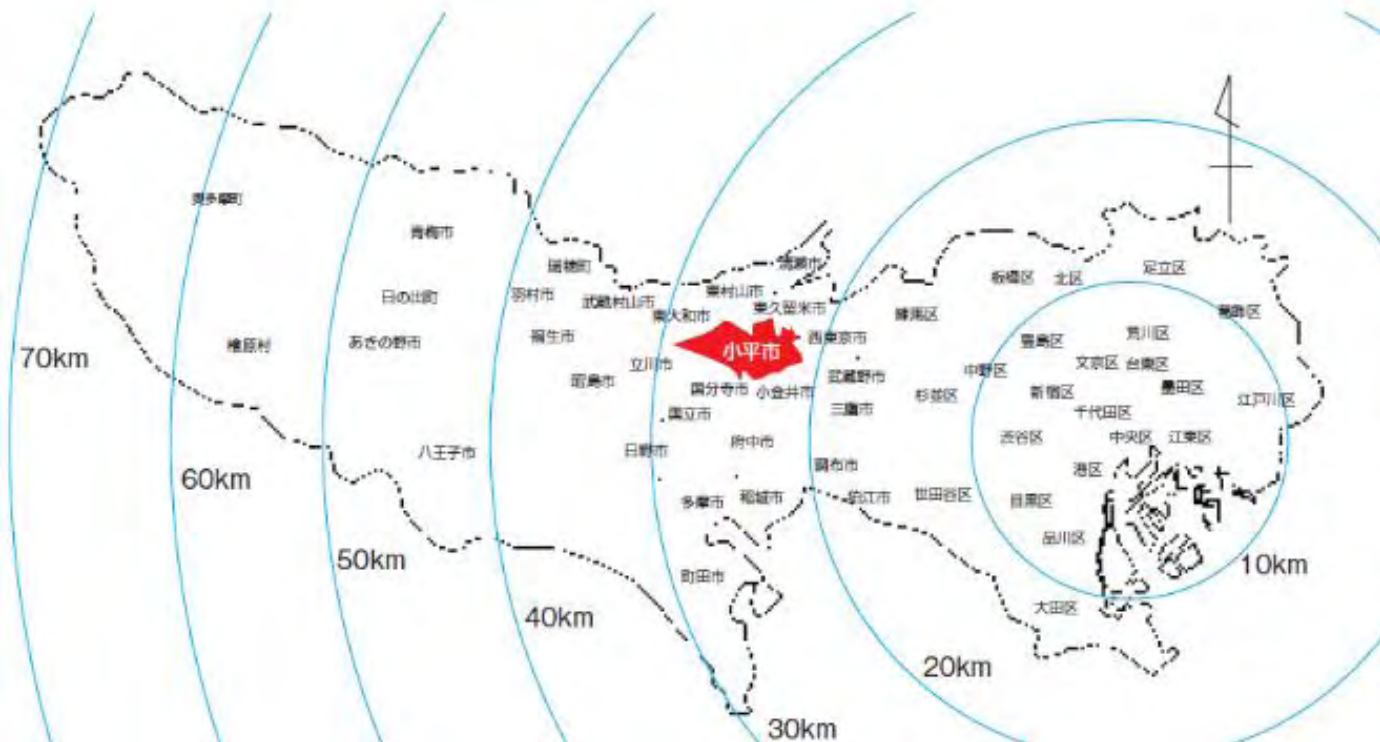 奥多摩町
青梅市
瑞穂町
清瀬市
板橋区
北区
足立区
日の出町
羽村市
武蔵村山市
東村山市
東久留米市
東大和市
練馬区
葛飾区
檜原村
あきの野市
福生市
立川市
小平市
西東京市
豊島区
荒川区
70km
昭島市
国分寺市
小金井市
武蔵野市
中野区
文京区
台東区
新宿区
墨田区
国立市
三鷹市
杉並区
千代田区
江戸川区
八王子市
日野市
府中市
調布市
渋谷区
中央区
江東区
60km
多摩市
稲城市
狛江市
世田谷区
目黒区
港区
50km
町田市
品川区
10km
40km
大田区
20km
30km